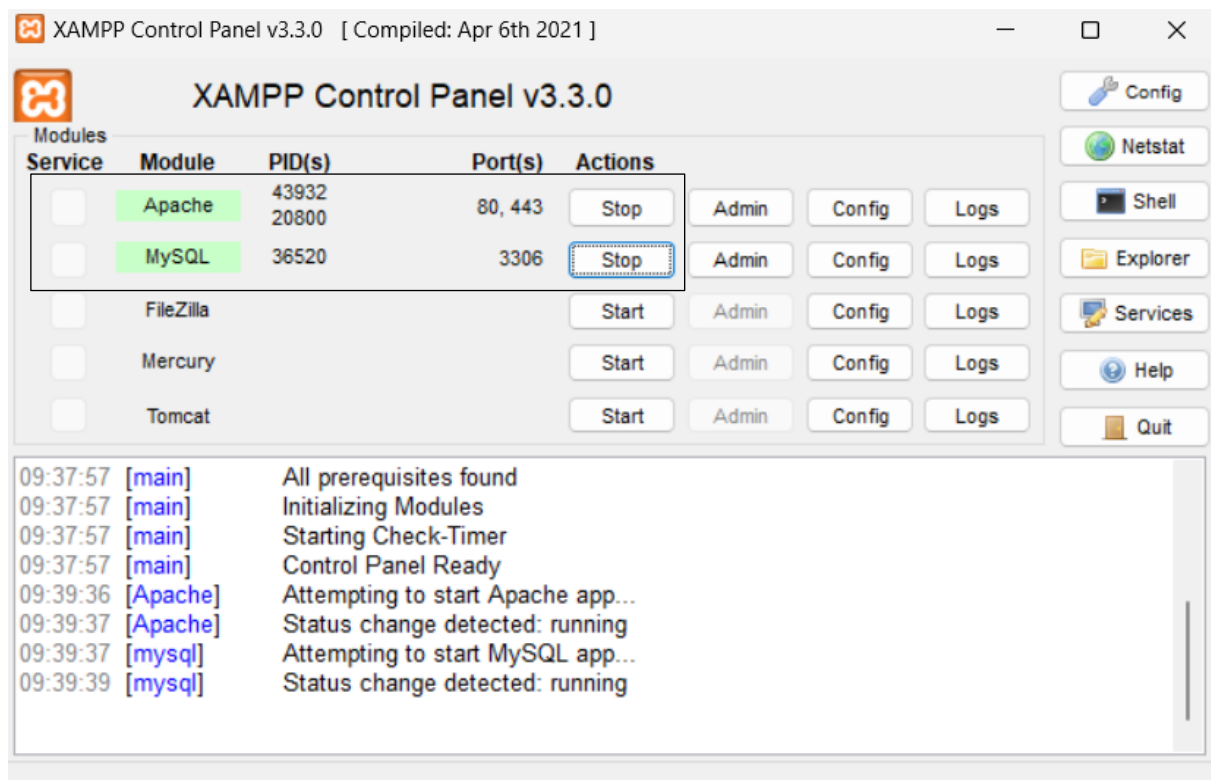 XAMPP Control Panel v3.3.0 [ Compiled: Apr 6th 2021 ]
XAMPP Control Panel v3.3.0
Config
Modules
Service Module PID(s) Port(s) Actions
Netstat
Apache 43932 20800 80, 443 Stop Admin Config Logs
Shell
MySQL 36520 3306 Stop Admin Config Logs
Explorer
FileZilla Start Admin Config Logs
Services
Mercury Start Admin Config Logs
Help
Tomcat Start Admin Config Logs
Quit
09:37:57 [main] All prerequisites found
09:37:57 [main] Initializing Modules
09:37:57 [main] Starting Check-Timer
09:37:57 [main] Control Panel Ready
09:39:36 [Apache] Attempting to start Apache app...
09:39:37 [Apache] Status change detected: running
09:39:37 [mysql] Attempting to start MySQL app...
09:39:39 [mysql] Status change detected: running